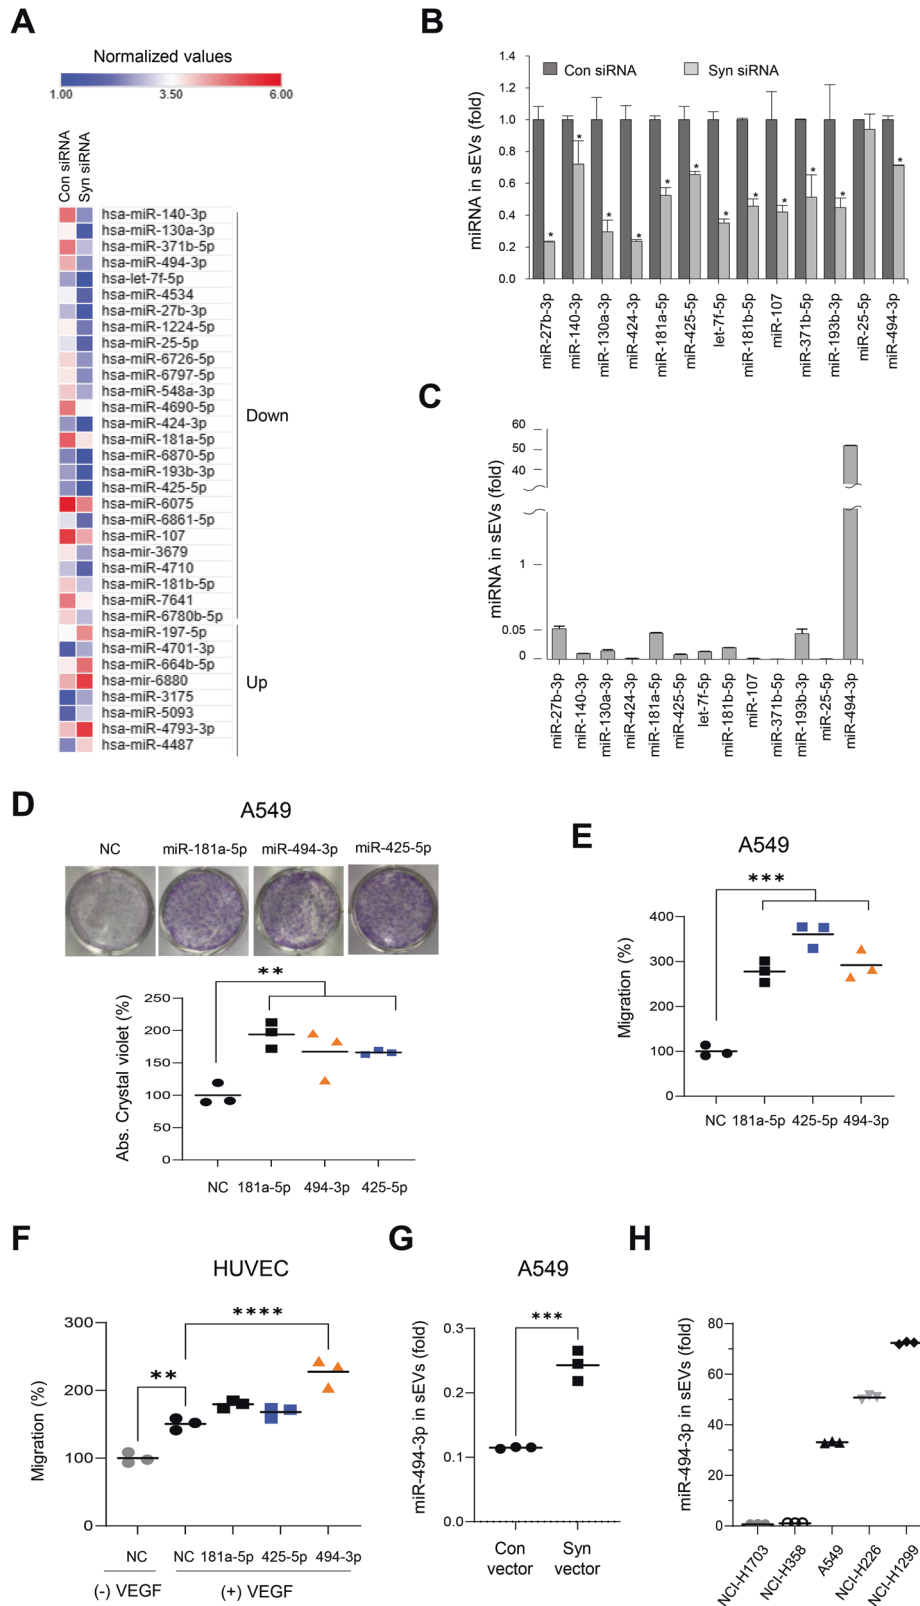 A
Normalized values
1.00 3.50 6.00
Con siRNA
Syn siRNA
hsa-miR-140-3p
hsa-miR-130a-3p
hsa-miR-371b-5p
hsa-miR-494-3p
hsa-let-7f-5p
hsa-miR-4534
hsa-miR-27b-3p
hsa-miR-1224-5p
hsa-miR-25-5p
hsa-miR-6726-5p
hsa-miR-6797-5p
hsa-miR-548a-3p
hsa-miR-4690-5p
hsa-miR-424-3p
hsa-miR-181a-5p
hsa-miR-6870-5p
hsa-miR-193b-3p
hsa-miR-425-5p
hsa-miR-6075
hsa-miR-6861-5p
hsa-miR-107
hsa-mir-3679
hsa-miR-4710
hsa-miR-181b-5p
hsa-miR-7641
hsa-miR-6780b-5p
hsa-miR-197-5p
hsa-miR-4701-3p
hsa-miR-664b-5p
hsa-mir-6880
hsa-miR-3175
hsa-miR-5093
hsa-miR-4793-3p
hsa-miR-4487
Down
Up
B
miRNA in sEVs (fold)
Con siRNA Syn siRNA
1.4
1.2
1.0
0.8
0.6
0.4
0.2
0.0
* * * * * * * * * * * *
miR-27b-3p
miR-140-3p
miR-130a-3p
miR-424-3p
miR-181a-5p
miR-425-5p
let-7f-5p
miR-181b-5p
miR-107
miR-371b-5p
miR-193b-3p
miR-25-5p
miR-494-3p
C
miRNA in sEVs (fold)
60
50
40
1
0.05
0
miR-27b-3p
miR-140-3p
miR-130a-3p
miR-424-3p
miR-181a-5p
miR-425-5p
let-7f-5p
miR-181b-5p
miR-107
miR-371b-5p
miR-193b-3p
miR-25-5p
miR-494-3p
D
A549
NC miR-181a-5p miR-494-3p miR-425-5p
**
Abs. Crystal violet (%)
250
200
150
100
50
0
NC 181a-5p 494-3p 425-5p
E
A549
***
Migration (%)
400
300
200
100
0
NC 181a-5p 425-5p 494-3p
F
HUVEC
****
**
Migration (%)
300
200
100
0
NC NC 181a-5p 425-5p 494-3p
(-) VEGF (+) VEGF
G
A549
***
miR-494-3p in sEVs (fold)
0.3
0.2
0.1
0.0
Con vector
Syn vector
H
miR-494-3p in sEVs (fold)
80
60
40
20
0
NCI-H1703
NCI-H358
A549
NCI-H226
NCI-H1299